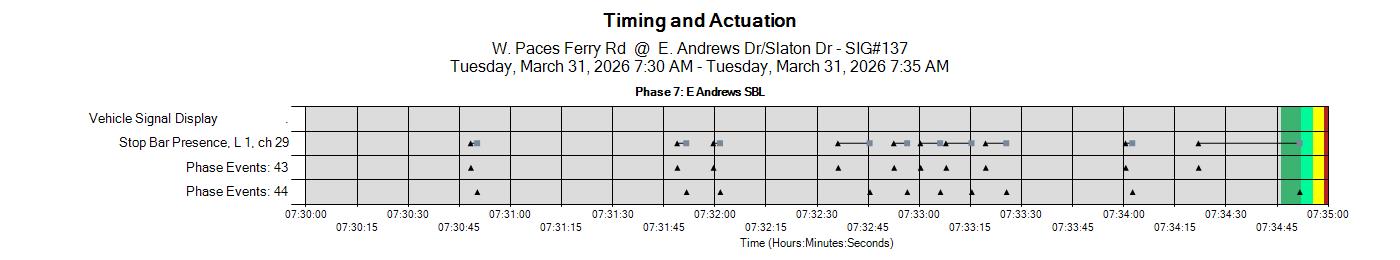 Timing and Actuation
W. Paces Ferry Rd @ E. Andrews Dr/Slaton Dr - SIG#137
Tuesday, March 31, 2026 7:30 AM - Tuesday, March 31, 2026 7:35 AM
Phase 7: E Andrews SBL
Vehicle Signal Display .
Stop Bar Presence, L 1, ch 29
Phase Events: 43
Phase Events: 44
07:30:00 07:30:30 07:31:00 07:31:30 07:32:00 07:32:30 07:33:00 07:33:30 07:34:00 07:34:30 07:35:00
07:30:15 07:30:45 07:31:15 07:31:45 07:32:15 07:32:45 07:33:15 07:33:45 07:34:15 07:34:45
Time (Hours:Minutes:Seconds)